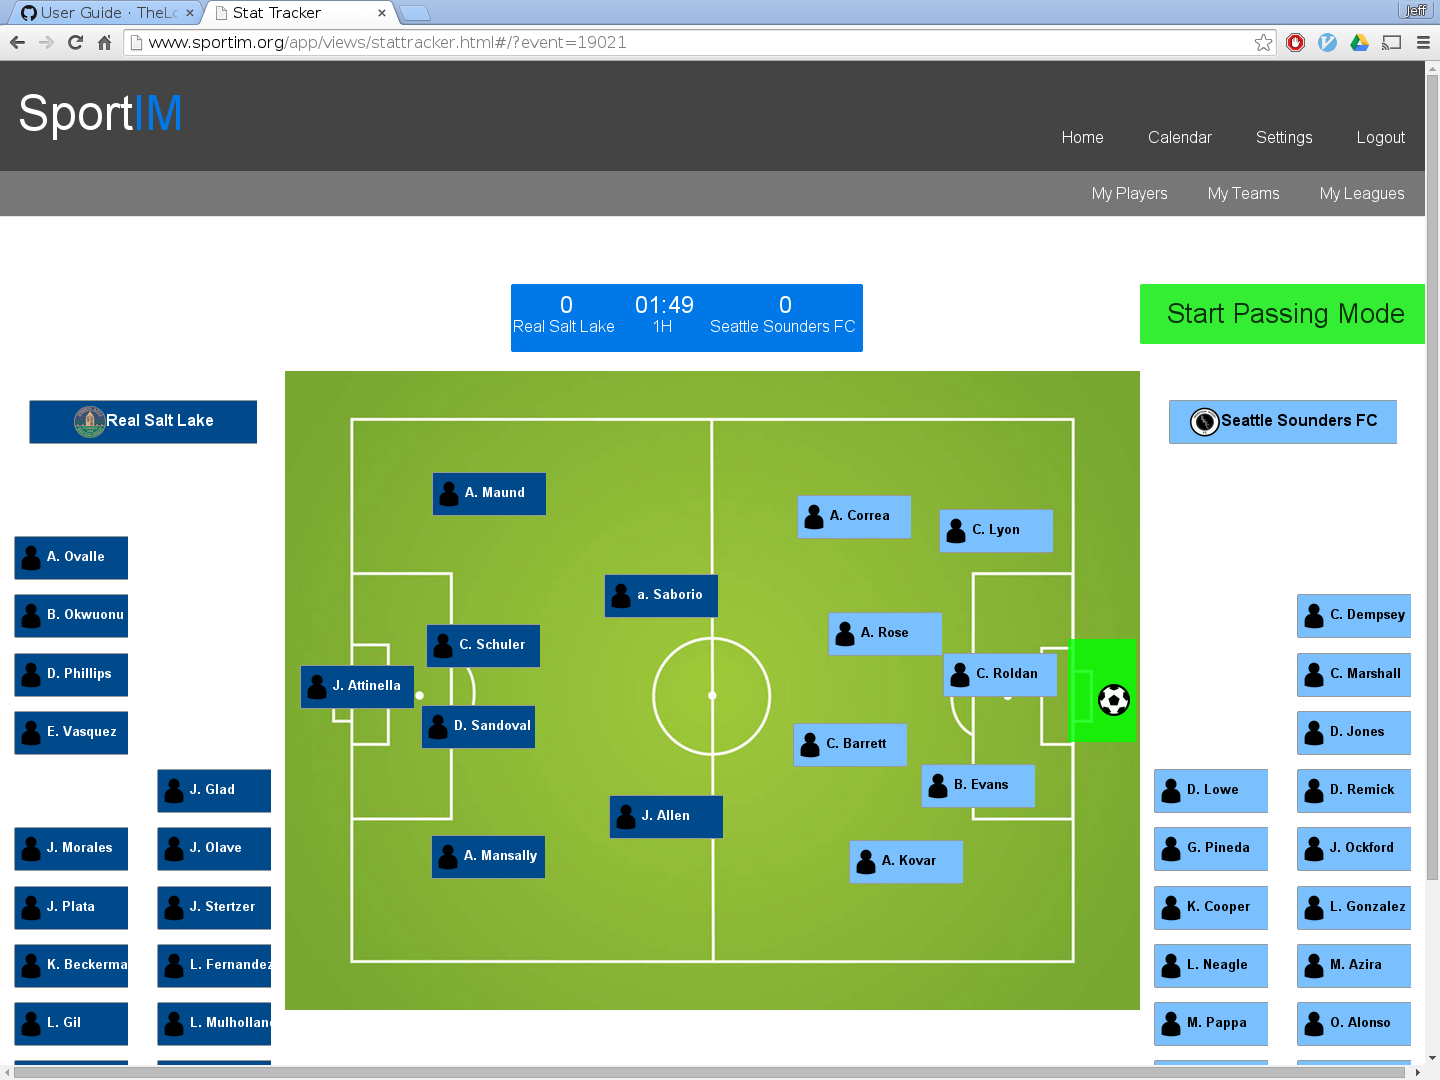 User Guide · TheLo
Stat Tracker
Jeff
www.sportim.org/app/views/stattracker.html#/?event=19021
SportIM
Home Calendar Settings Logout
My Players My Teams My Leagues
0 01:49 0
Real Salt Lake 1H Seattle Sounders FC
Start Passing Mode
Real Salt Lake
Seattle Sounders FC
A. Ovalle
B. Okwuonu
D. Phillips
E. Vasquez
J. Glad
J. Morales
J. Olave
J. Plata
J. Stertzer
K. Beckerma
L. Fernandez
L. Gil
L. Mulholland
A. Maund
a. Saborio
C. Schuler
J. Attinella
D. Sandoval
J. Allen
A. Mansally
A. Correa
C. Lyon
A. Rose
C. Roldan
C. Barrett
B. Evans
A. Kovar
C. Dempsey
C. Marshall
D. Jones
D. Lowe
D. Remick
G. Pineda
J. Ockford
K. Cooper
L. Gonzalez
L. Neagle
M. Azira
M. Pappa
O. Alonso